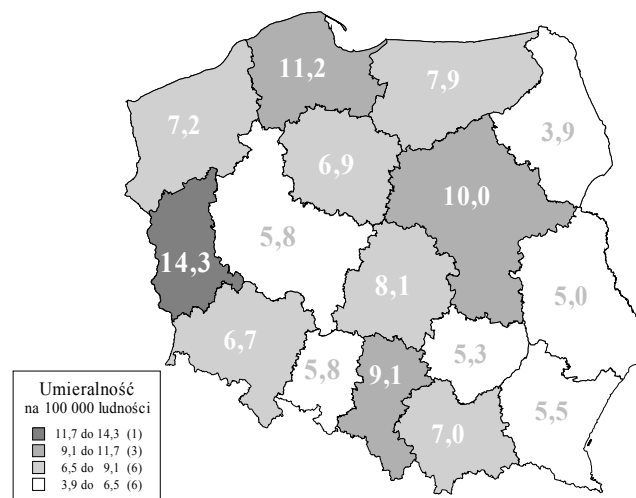 11,2
7,9
7,2
3,9
6,9
10,0
5,8
14,3
8,1
5,0
6,7
5,8
9,1
5,3
5,5
7,0
Umieralność
na 100 000 ludności
11,7 do 14,3 (1)
9,1 do 11,7 (3)
6,5 do 9,1 (6)
3,9 do 6,5 (6)